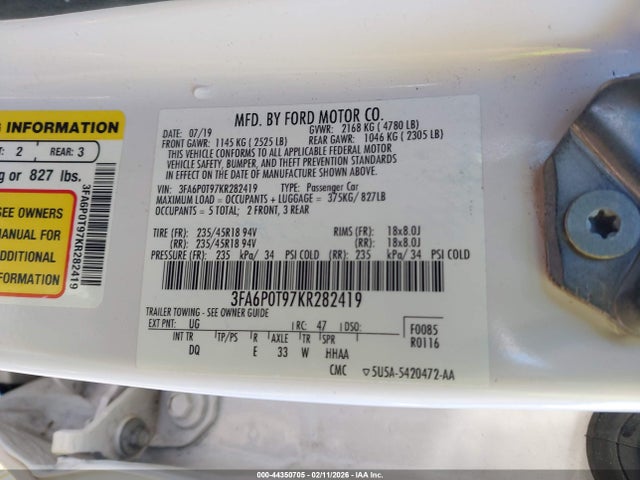 G INFORMATION
: 2 REAR: 3
g or 827 lbs.
SEE OWNERS
MANUAL FOR
ADDITIONAL
3FA6P0T97KR282419
MFD. BY FORD MOTOR CO.
DATE: 07/19 GVWR: 2168 KG (4780 LB)
FRONT GAWR: 1145 KG (2525 LB) REAR GAWR: 1046 KG (2305 LB)
THIS VEHICLE CONFORMS TO ALL APPLICABLE FEDERAL MOTOR
VEHICLE SAFETY, BUMPER, AND THEFT PREVENTION STANDARDS
IN EFFECT ON THE DATE OF MANUFACTURE SHOWN ABOVE.
VIN: 3FA6P0T97KR282419 TYPE: Passenger Car
MAXIMUM LOAD = OCCUPANTS + LUGGAGE = 375KG/827LB
OCCUPANTS = 5 TOTAL; 2 FRONT, 3 REAR
TIRE (FR): 235/45R18 94V RIMS (FR): 18x8.0J
(RR): 235/45R18 94V (RR): 18x8.0J
PRESSURE (FR): 235 kPa/ 34 PSI COLD (RR): 235 kPa/ 34 PSI COLD
3FA6P0T97KR282419
TRAILER TOWING - SEE OWNER GUIDE
EXT PNT: UG RC: 47 DSO: F0085
INT TR TP/PS R AXLE TR SPR R0116
DQ E 33 W HHAA
CMC ▽5U5A-5420472-AA
000-44350705 - 02/11/2026 - IAA Inc.